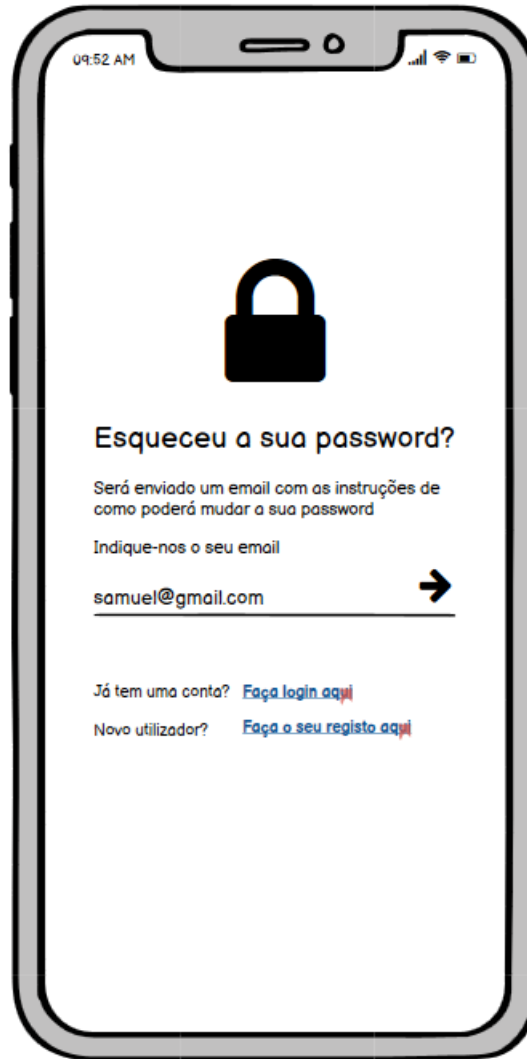 09:52 AM
Esqueceu a sua password?
Será enviado um email com as instruções de
como poderá mudar a sua password
Indique-nos o seu email
samuel@gmail.com
Já tem uma conta? Faça login aqui
Novo utilizador? Faça o seu registo aqui